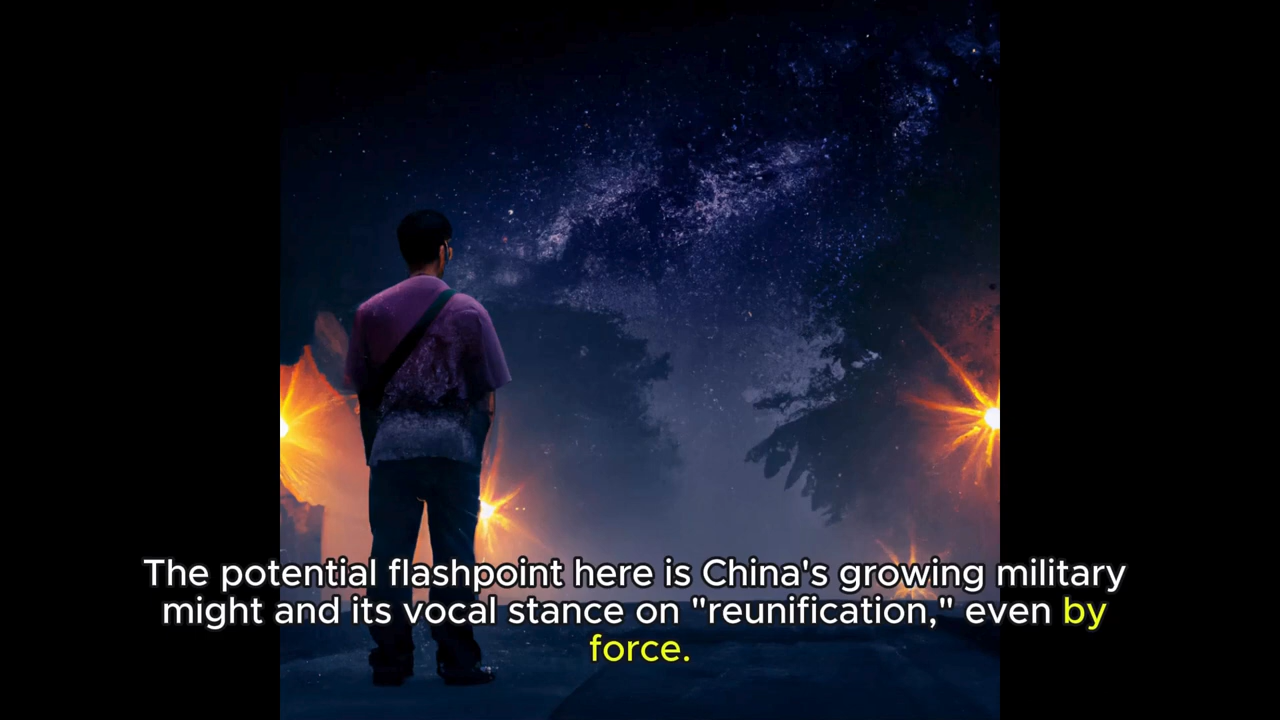 The potential flashpoint here is China's growing military
might and its vocal stance on "reunification," even by
force.